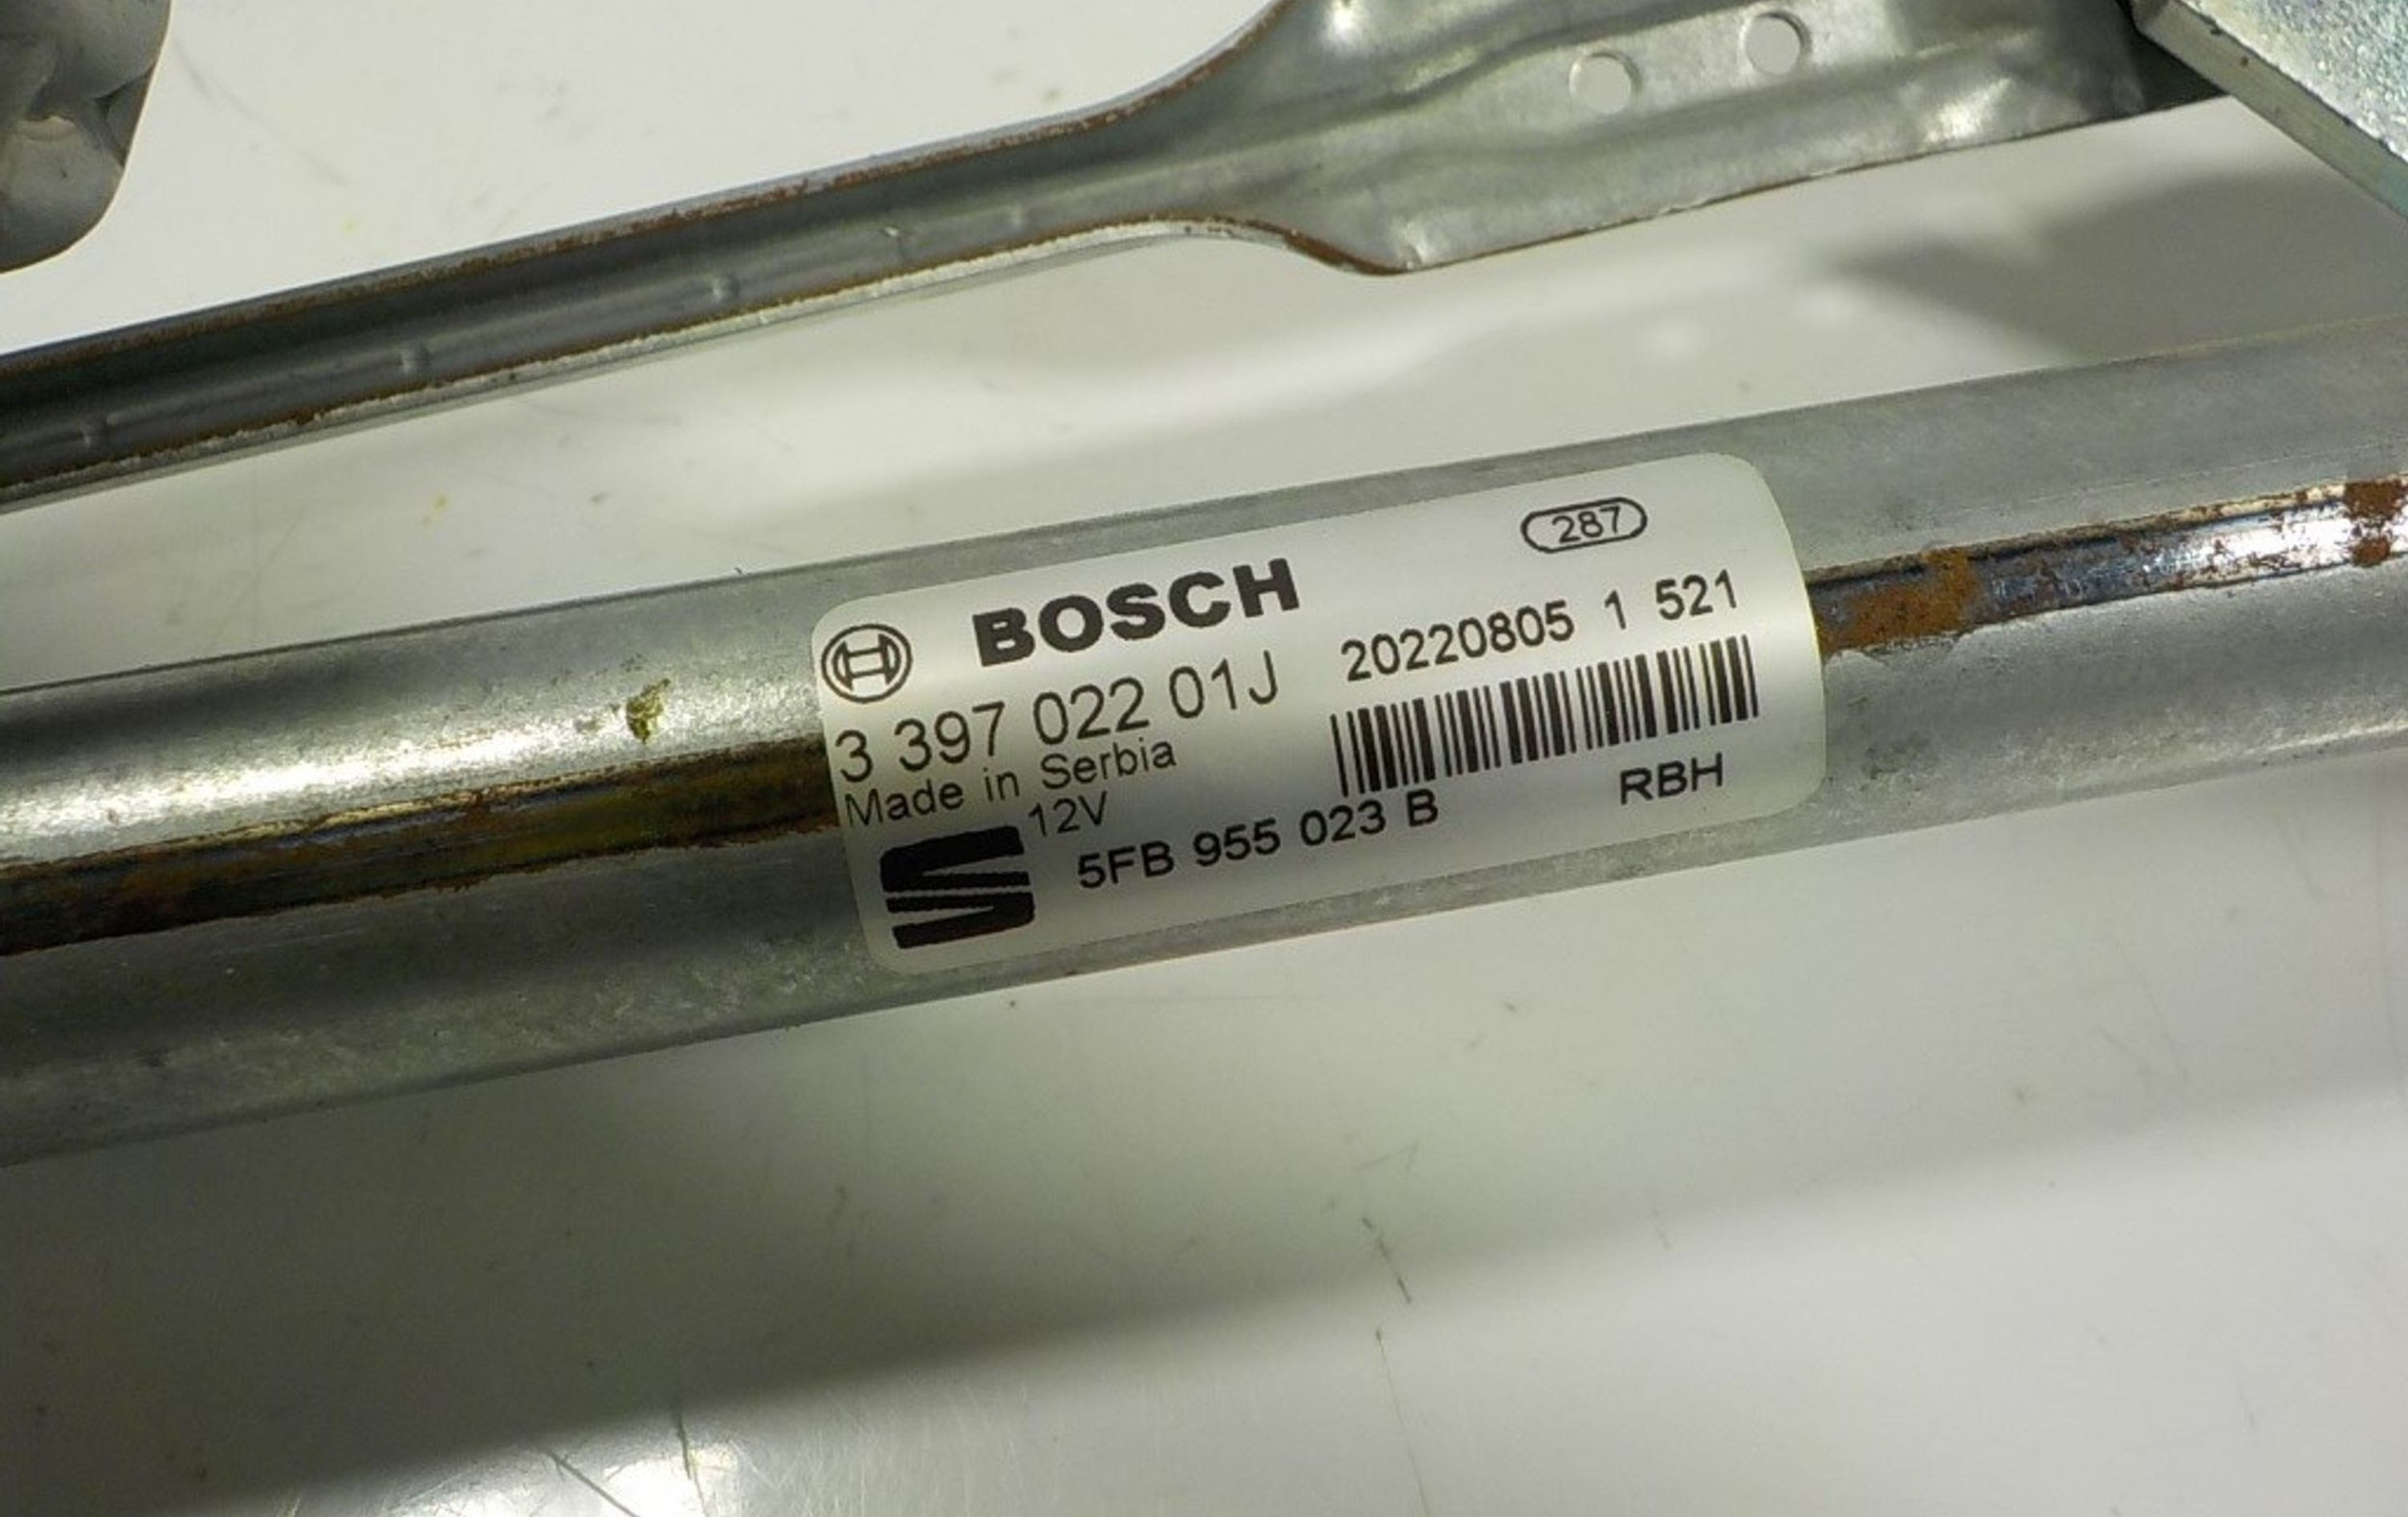 BOSCH
287
3 397 022 01J
20220805 1 521
Made in Serbia
12V
5FB 955 023 B
RBH